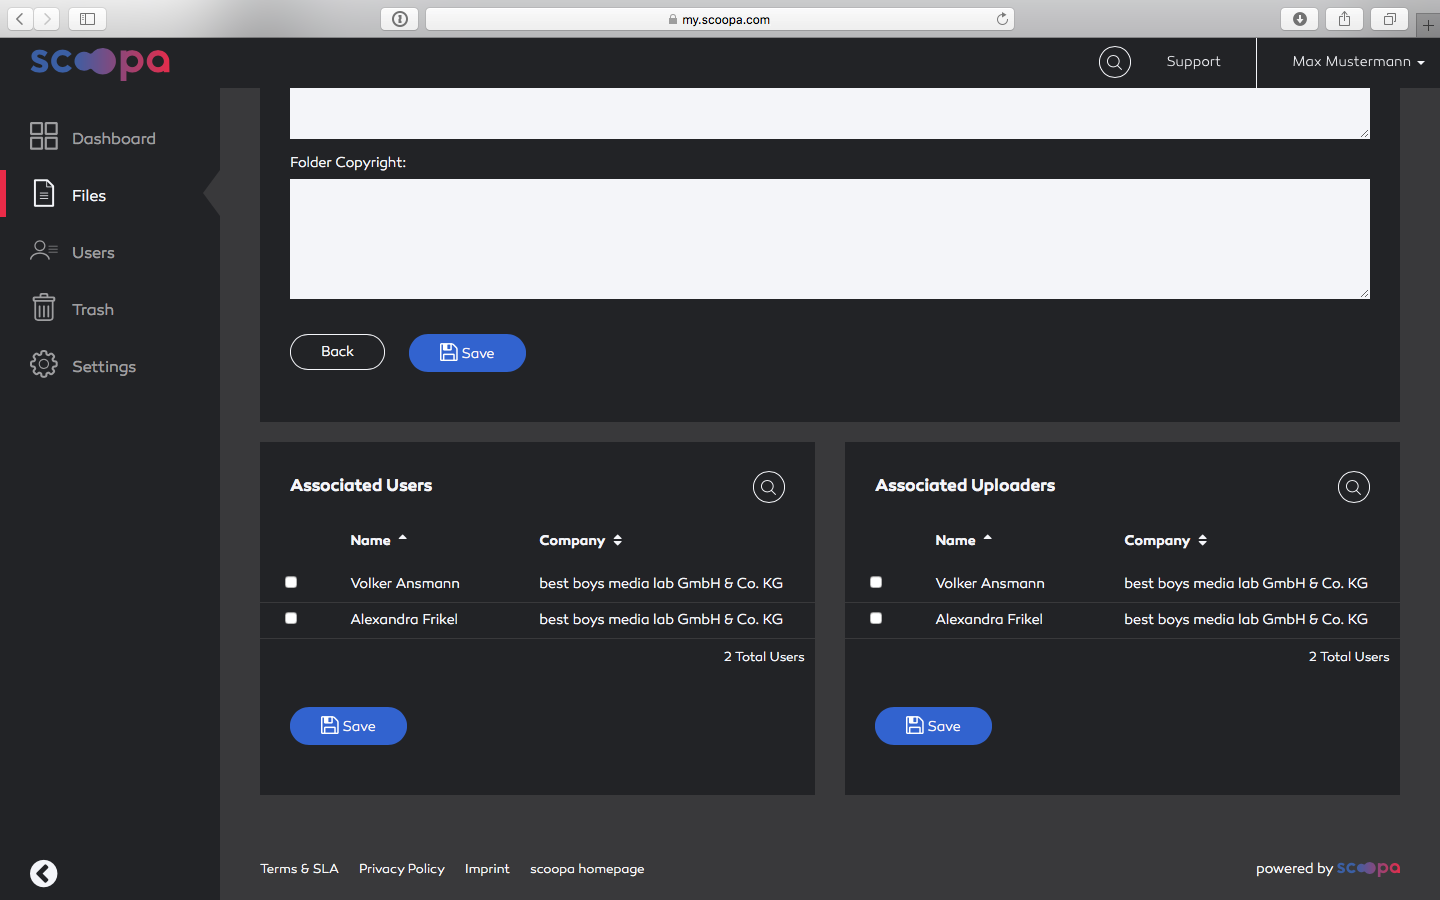 my.scoopa.com
scoopa
Support
Max Mustermann
Dashboard
Files
Users
Trash
Settings
Folder Copyright:
Back
Save
Associated Users
Name
Company
Volker Ansmann
best boys media lab GmbH & Co. KG
Alexandra Frikel
best boys media lab GmbH & Co. KG
2 Total Users
Save
Associated Uploaders
Name
Company
Volker Ansmann
best boys media lab GmbH & Co. KG
Alexandra Frikel
best boys media lab GmbH & Co. KG
2 Total Users
Save
Terms & SLA
Privacy Policy
Imprint
scoopa homepage
powered by scoopa